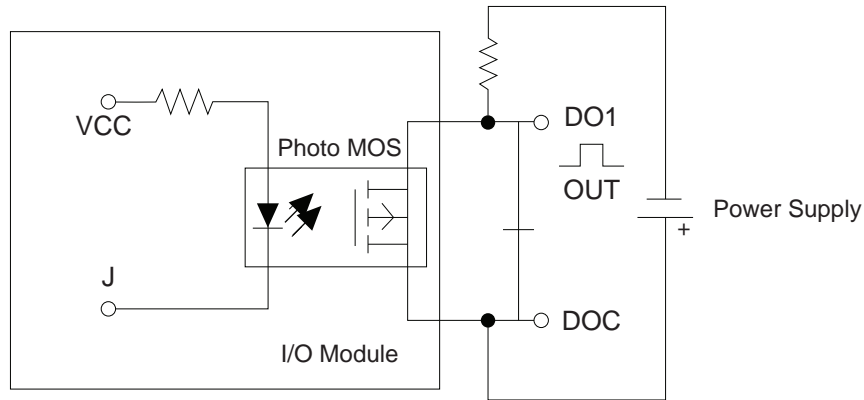 VCC
Photo MOS
DO1
OUT
Power Supply
+
J
DOC
I/O Module